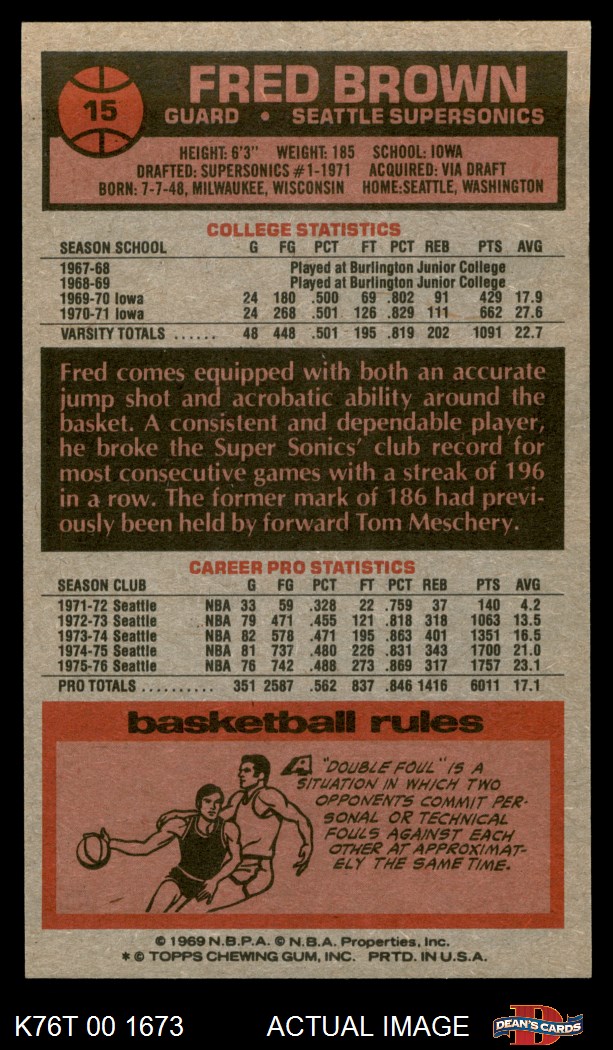 15
FRED BROWN
GUARD • SEATTLE SUPERSONICS
HEIGHT: 6'3" WEIGHT: 185 SCHOOL: IOWA
DRAFTED: SUPERSONICS #1-1971 ACQUIRED: VIA DRAFT
BORN: 7-7-48, MILWAUKEE, WISCONSIN HOME:SEATTLE, WASHINGTON
COLLEGE STATISTICS
SEASON SCHOOL G FG PCT FT PCT REB PTS AVG
1967-68 Played at Burlington Junior College
1968-69 Played at Burlington Junior College
1969-70 Iowa 24 180 .500 69 .802 91 429 17.9
1970-71 Iowa 24 268 .501 126 .829 111 662 27.6
VARSITY TOTALS ...... 48 448 .501 195 .819 202 1091 22.7
Fred comes equipped with both an accurate
jump shot and acrobatic ability around the
basket. A consistent and dependable player,
he broke the Super Sonics' club record for
most consecutive games with a streak of 196
in a row. The former mark of 186 had previ-
ously been held by forward Tom Meschery.
CAREER PRO STATISTICS
SEASON CLUB G FG PCT FT PCT REB PTS AVG
1971-72 Seattle NBA 33 59 .328 22 .759 37 140 4.2
1972-73 Seattle NBA 79 471 .455 121 .818 318 1063 13.5
1973-74 Seattle NBA 82 578 .471 195 .863 401 1351 16.5
1974-75 Seattle NBA 81 737 .480 226 .831 343 1700 21.0
1975-76 Seattle NBA 76 742 .488 273 .869 317 1757 23.1
PRO TOTALS .......... 351 2587 .562 837 .846 1416 6011 17.1
basketball rules
A "DOUBLE FOUL" IS A
SITUATION IN WHICH TWO
OPPONENTS COMMIT PER-
SONAL OR TECHNICAL
FOULS AGAINST EACH
OTHER AT APPROXIMAT-
ELY THE SAME TIME.
© 1969 N.B.P.A. © N.B.A. Properties, Inc.
* © TOPPS CHEWING GUM, INC. PRTD. IN U.S.A.
K76T 00 1673 ACTUAL IMAGE D DEAN'S CARDS